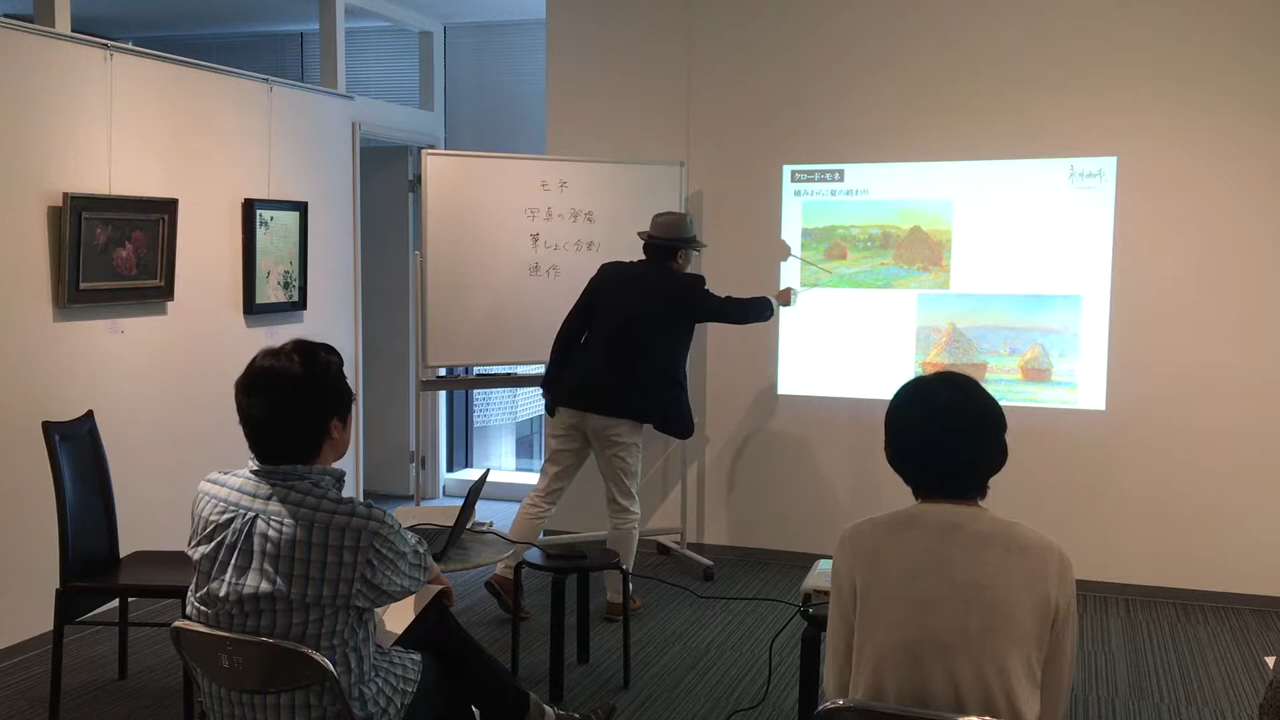 モネ
写真の登場
筆しょく分割
連作
クロード・モネ
積みわら：夏の終わり